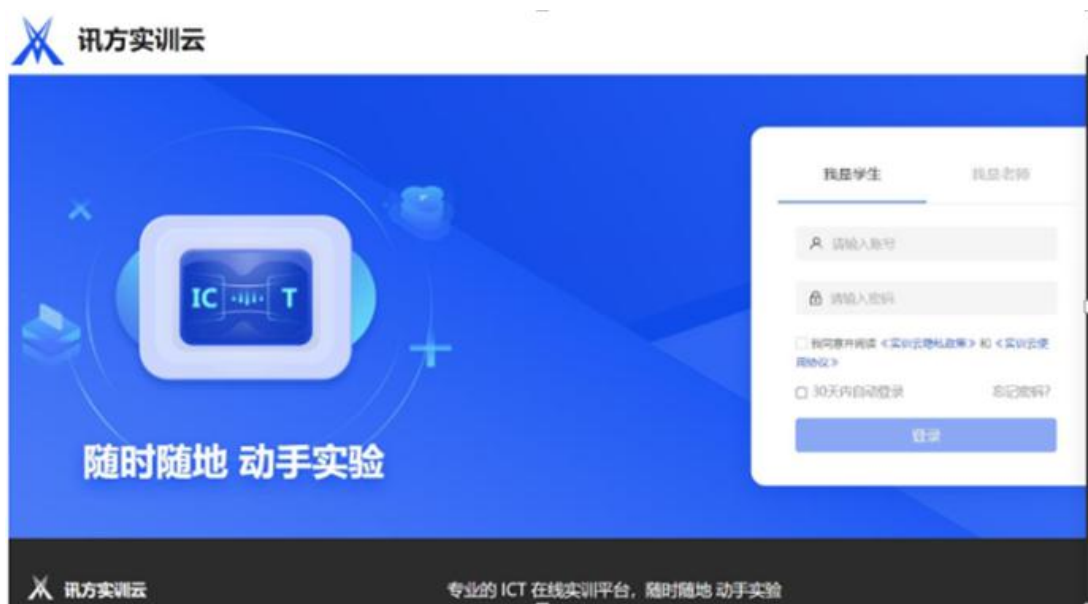 讯方实训云
我是学生 我是老师
请输入账号
请输入密码
我同意并阅读《实训云隐私政策》和《实训云使
用协议》
30天内自动登录 忘记密码?
登录
IC T
随时随地 动手实验
讯方实训云
专业的 ICT 在线实训平台，随时随地 动手实验